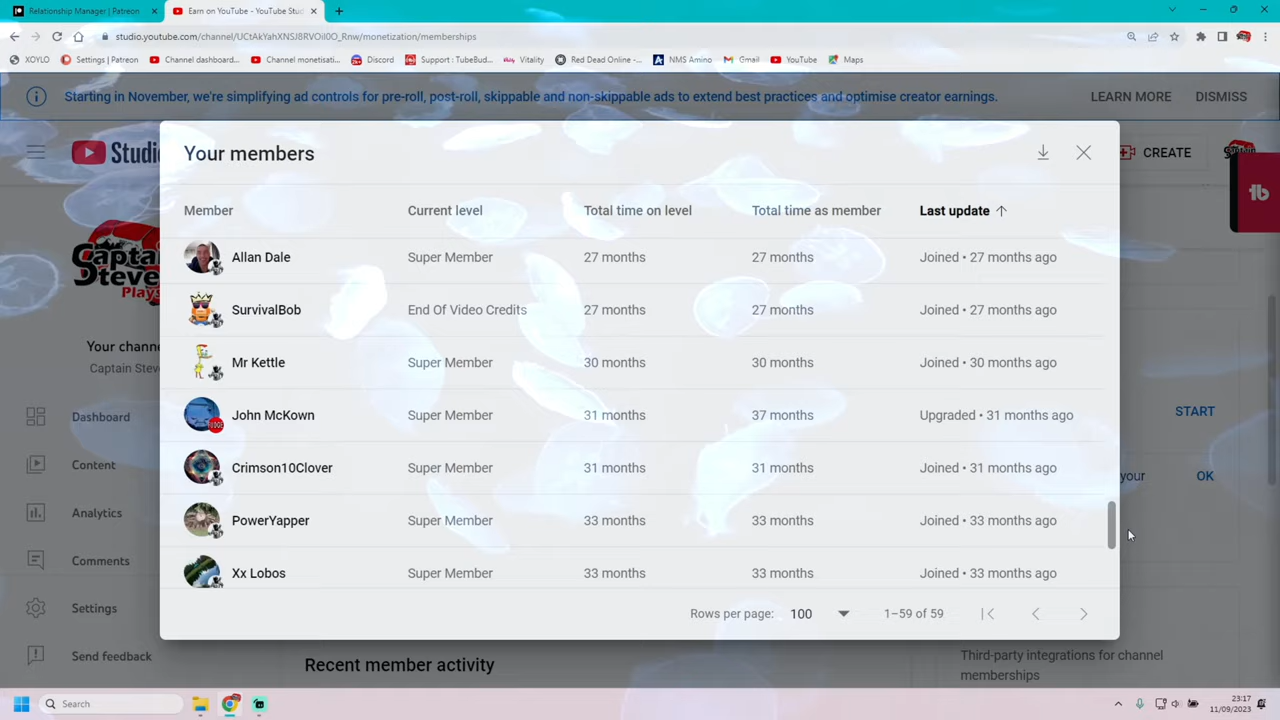 Relationship Manager | Patreon
Earn on YouTube - YouTube Stud
studio.youtube.com/channel/UCtAkYahXNSJ8RVOiI0O_Rnw/monetization/memberships
XOYLO
Settings | Patreon
Channel dashboard...
Channel monetisati...
Discord
Support : TubeBud...
Vitality
Red Dead Online -...
NMS Amino
Gmail
YouTube
Maps
Starting in November, we're simplifying ad controls for pre-roll, post-roll, skippable and non-skippable ads to extend best practices and optimise creator earnings.
LEARN MORE
DISMISS
Studio
CREATE
Your members
Member Current level Total time on level Total time as member Last update
Allan Dale Super Member 27 months 27 months Joined • 27 months ago
SurvivalBob End Of Video Credits 27 months 27 months Joined • 27 months ago
Mr Kettle Super Member 30 months 30 months Joined • 30 months ago
John McKown Super Member 31 months 37 months Upgraded • 31 months ago
Crimson10Clover Super Member 31 months 31 months Joined • 31 months ago
PowerYapper Super Member 33 months 33 months Joined • 33 months ago
Xx Lobos Super Member 33 months 33 months Joined • 33 months ago
Rows per page: 100 1–59 of 59
Captain
Steve
Plays
Your chann
Captain Steve
Dashboard
Content
Analytics
Comments
Settings
Send feedback
START
your
OK
Recent member activity
Third-party integrations for channel
memberships
Search
23:17
11/09/2023